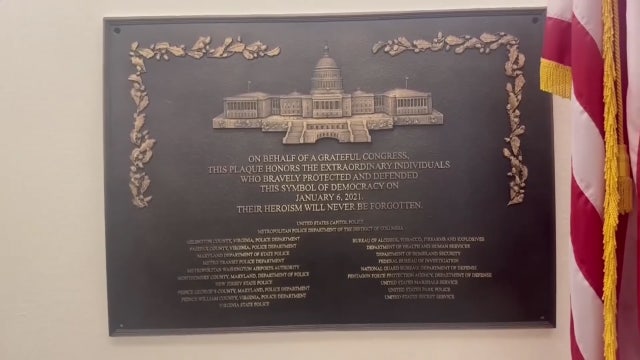 ON BEHALF OF A GRATEFUL CONGRESS,
THIS PLAQUE HONORS THE EXTRAORDINARY INDIVIDUALS
WHO BRAVELY PROTECTED AND DEFENDED
THIS SYMBOL OF DEMOCRACY ON
JANUARY 6, 2021.
THEIR HEROISM WILL NEVER BE FORGOTTEN.
UNITED STATES CAPITOL POLICE
METROPOLITAN POLICE DEPARTMENT OF THE DISTRICT OF COLUMBIA
ARLINGTON COUNTY, VIRGINIA, POLICE DEPARTMENT
FAIRFAX COUNTY, VIRGINIA, POLICE DEPARTMENT
MARYLAND DEPARTMENT OF STATE POLICE
METRO TRANSIT POLICE DEPARTMENT
METROPOLITAN WASHINGTON AIRPORTS AUTHORITY
MONTGOMERY COUNTY, MARYLAND, DEPARTMENT OF POLICE
NEW JERSEY STATE POLICE
PRINCE GEORGE'S COUNTY, MARYLAND, POLICE DEPARTMENT
PRINCE WILLIAM COUNTY, VIRGINIA, POLICE DEPARTMENT
VIRGINIA STATE POLICE
BUREAU OF ALCOHOL, TOBACCO, FIREARMS AND EXPLOSIVES
DEPARTMENT OF HEALTH AND HUMAN SERVICES
DEPARTMENT OF HOMELAND SECURITY
FEDERAL BUREAU OF INVESTIGATION
NATIONAL GUARD BUREAU, DEPARTMENT OF DEFENSE
PENTAGON FORCE PROTECTION AGENCY, DEPARTMENT OF DEFENSE
UNITED STATES MARSHALS SERVICE
UNITED STATES PARK POLICE
UNITED STATES SECRET SERVICE